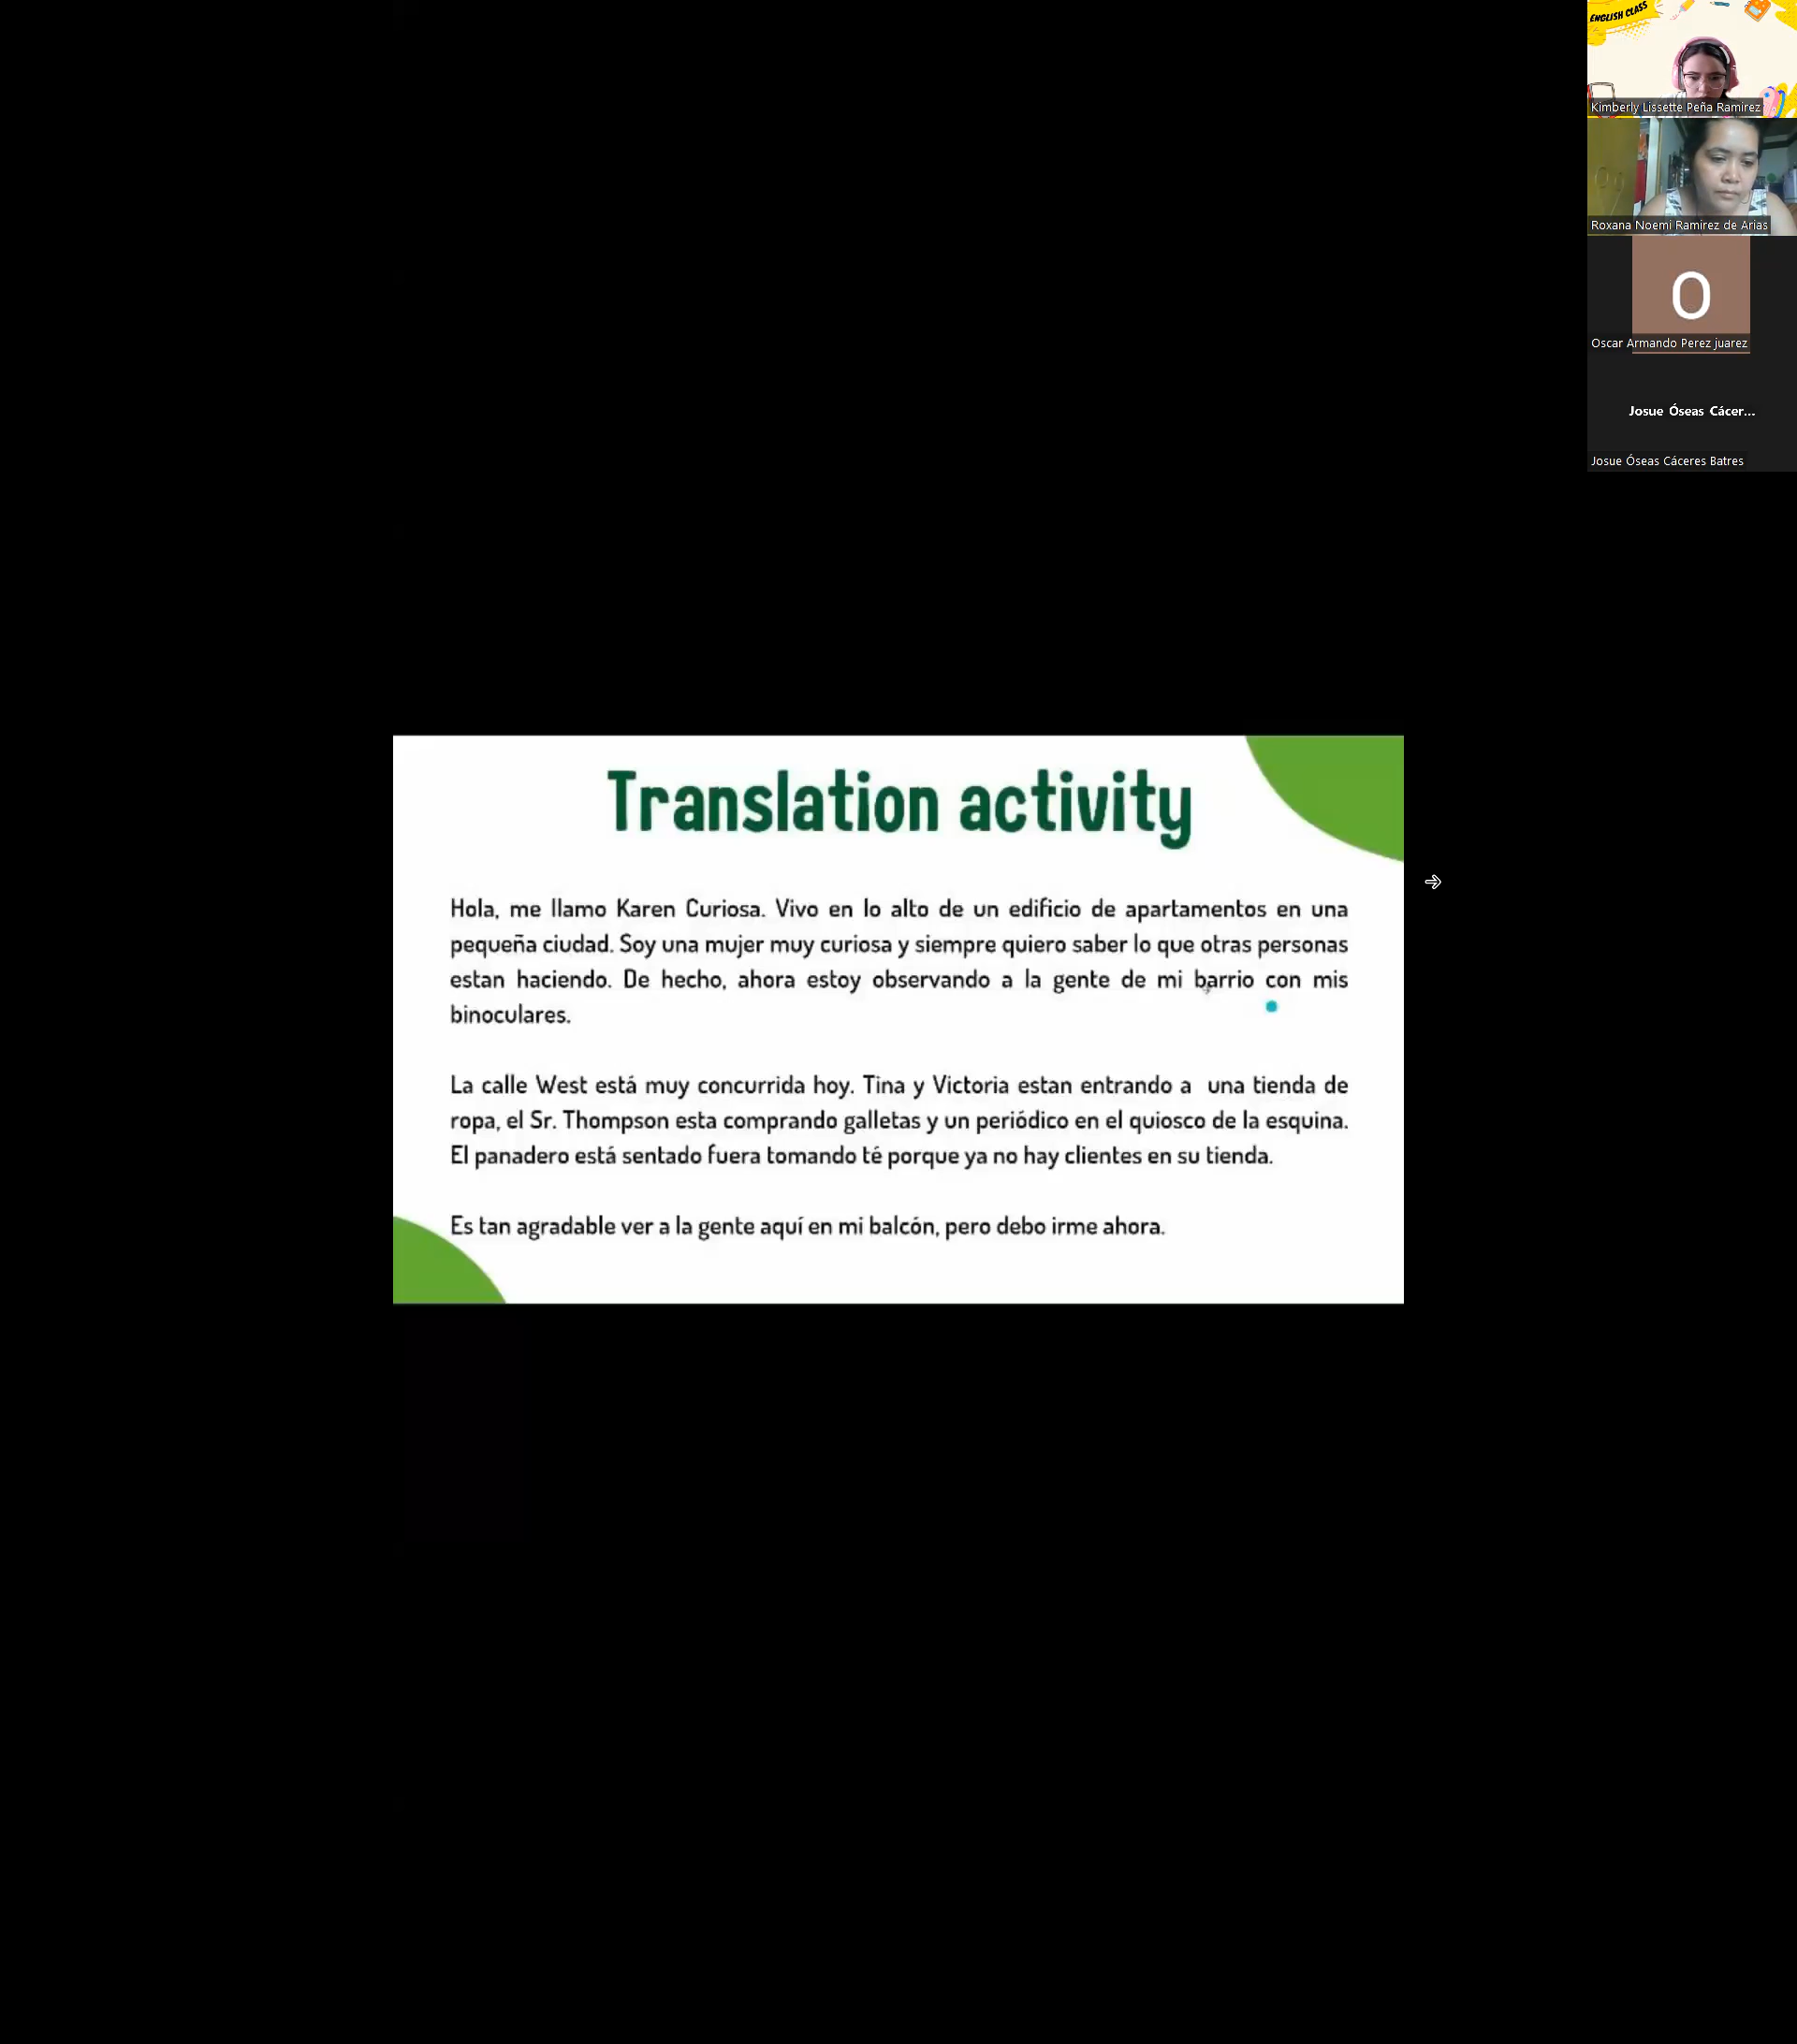 ENGLISH CLASS
Kimberly Lissette Peña Ramirez
Roxana Noemi Ramirez de Arias
O
Oscar Armando Perez juarez
Josue Óseas Cácer...
Josue Óseas Cáceres Batres
Translation activity
Hola, me llamo Karen Curiosa. Vivo en lo alto de un edificio de apartamentos en una
pequeña ciudad. Soy una mujer muy curiosa y siempre quiero saber lo que otras personas
estan haciendo. De hecho, ahora estoy observando a la gente de mi barrio con mis
binoculares.
La calle West está muy concurrida hoy. Tina y Victoria estan entrando a una tienda de
ropa, el Sr. Thompson esta comprando galletas y un periódico en el quiosco de la esquina.
El panadero está sentado fuera tomando té porque ya no hay clientes en su tienda.
Es tan agradable ver a la gente aquí en mi balcón, pero debo irme ahora.